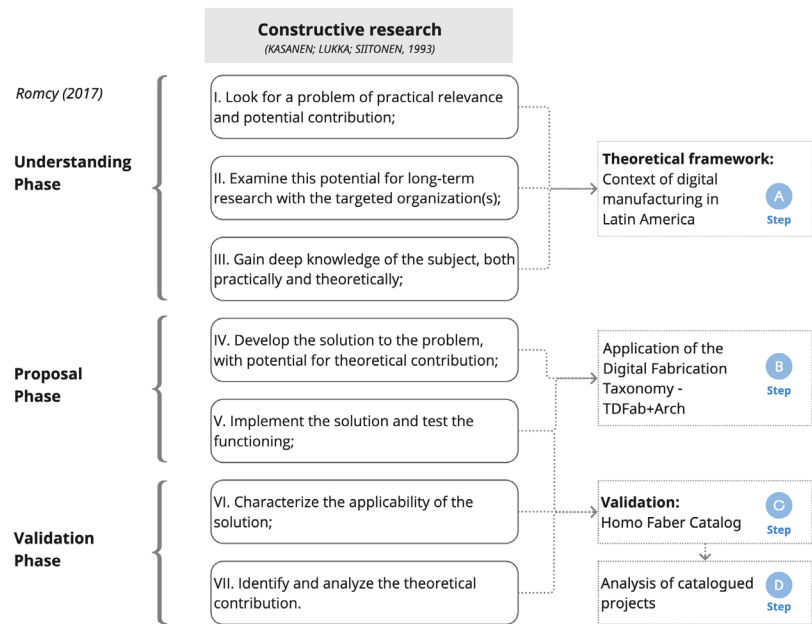 Constructive research
(KASANEN; LUKKA; SIITONEN, 1993)
Romcy (2017)
Understanding
Phase
I. Look for a problem of practical relevance
and potential contribution;
II. Examine this potential for long-term
research with the targeted organization(s);
III. Gain deep knowledge of the subject, both
practically and theoretically;
Theoretical framework:
Context of digital
manufacturing in
Latin America
A
Step
Proposal
Phase
IV. Develop the solution to the problem,
with potential for theoretical contribution;
V. Implement the solution and test the
functioning;
Application of the
Digital Fabrication
Taxonomy -
TDFab+Arch
B
Step
Validation
Phase
VI. Characterize the applicability of the
solution;
VII. Identify and analyze the theoretical
contribution.
Validation:
Homo Faber Catalog
C
Step
Analysis of catalogued
projects
D
Step